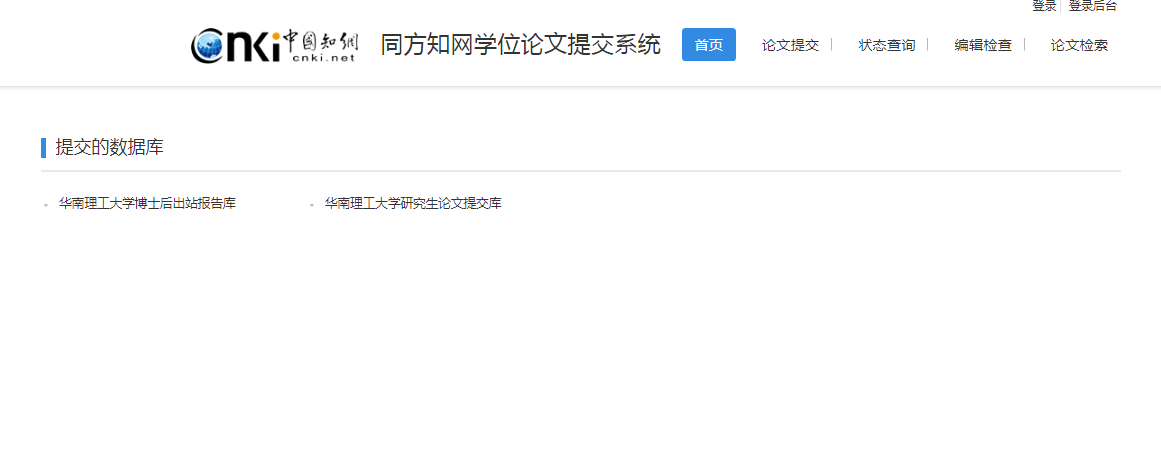 登录 登录后台
cnki中国知网 cnki.net 同方知网学位论文提交系统 首页 论文提交 状态查询 编辑检查 论文检索
提交的数据库
华南理工大学博士后出站报告库 华南理工大学研究生论文提交库